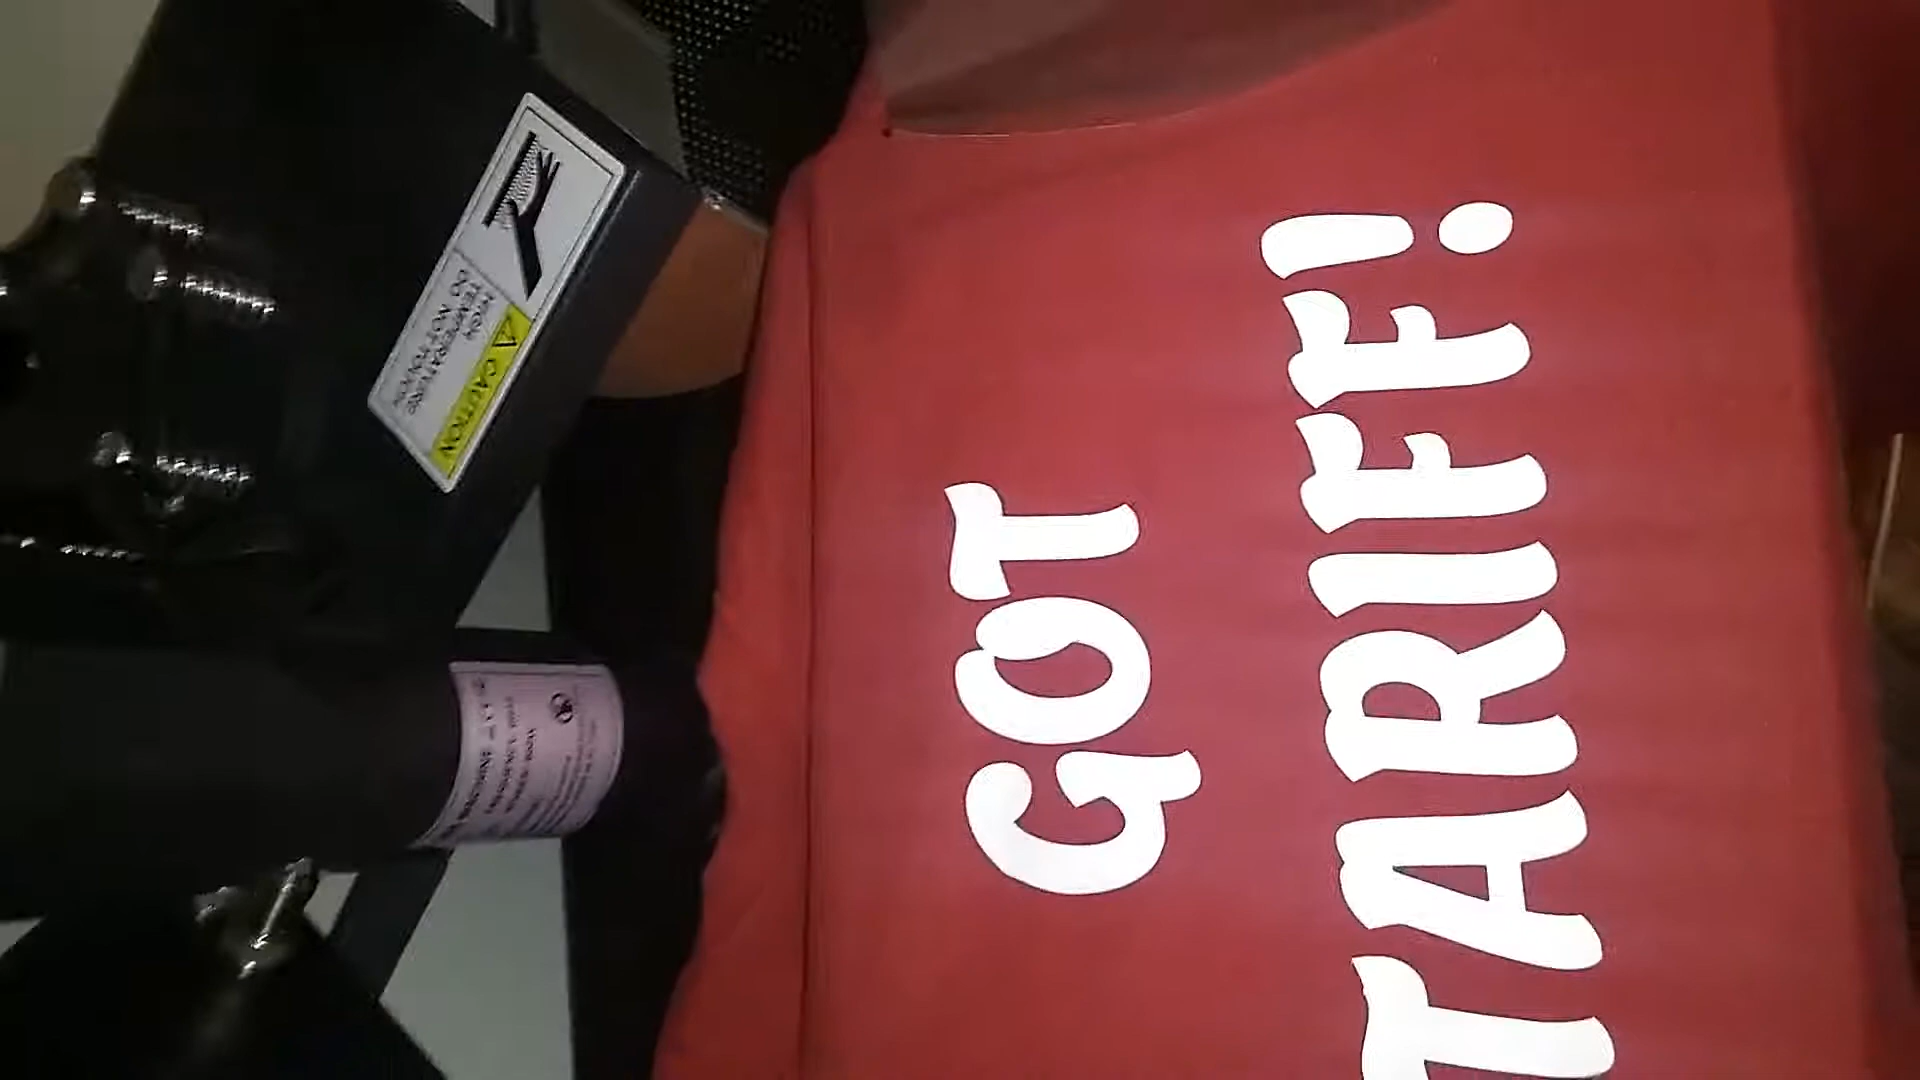 GOT
TARIFF!
⚠ CAUTION
HIGH
TEMPERATURE
DO NOT TOUCH